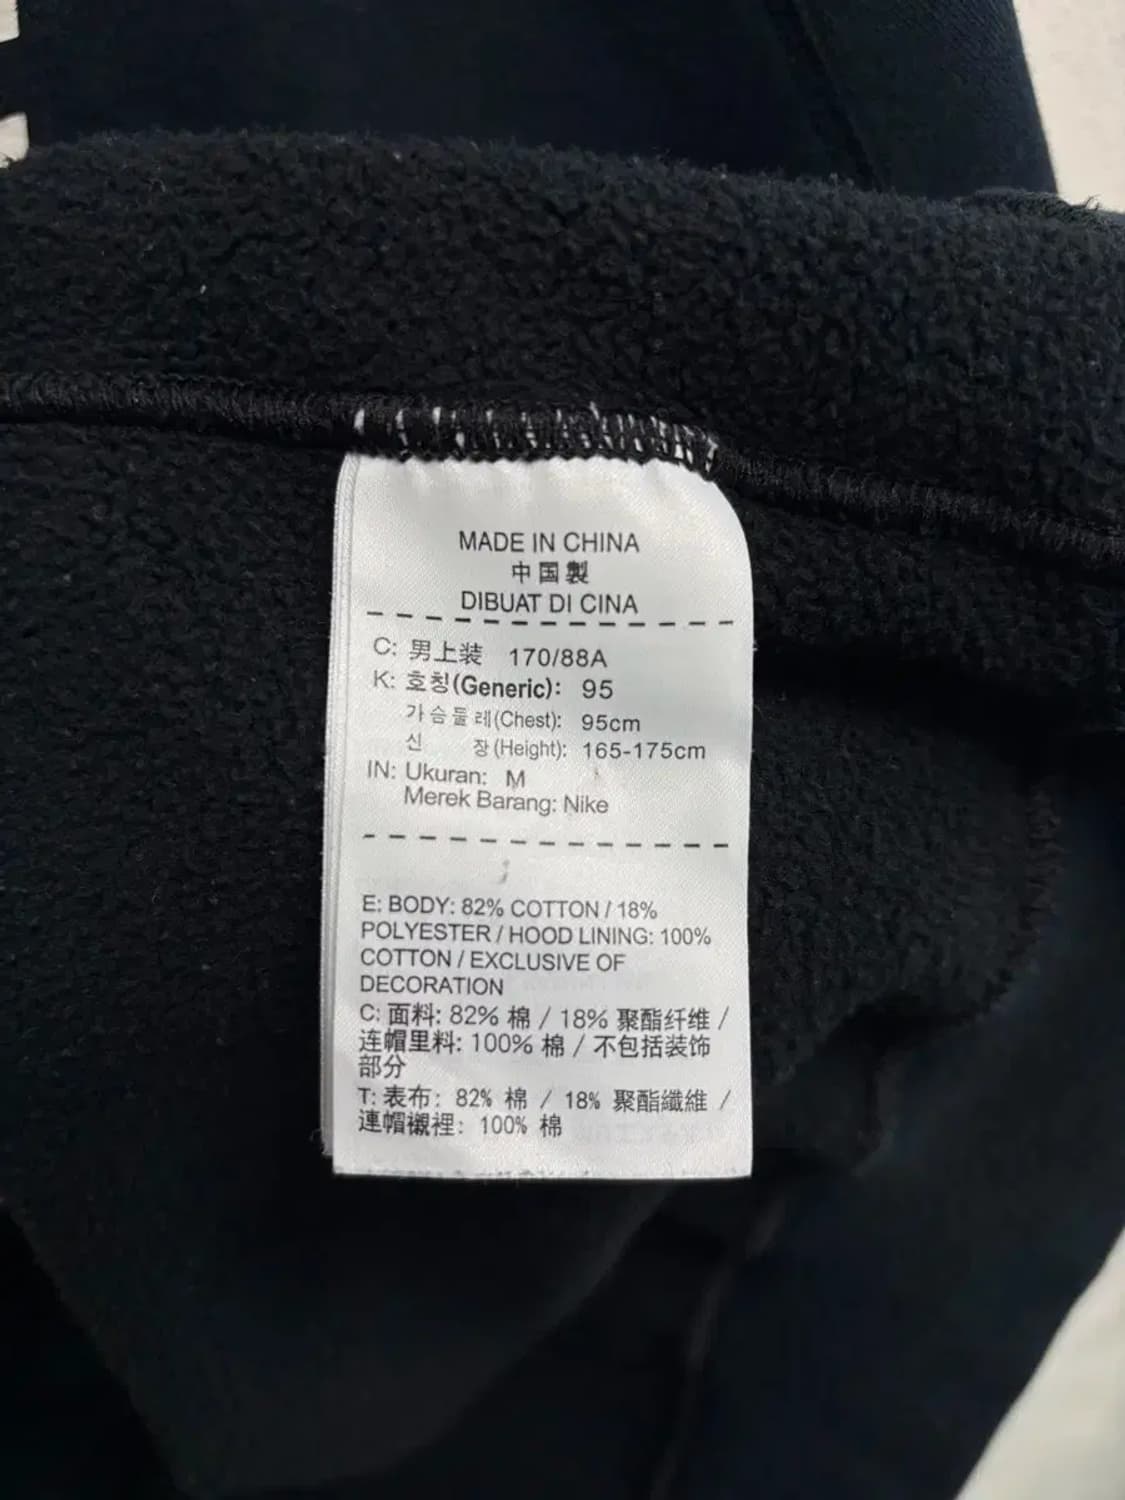 MADE IN CHINA
中国製
DIBUAT DI CINA
C: 男上装 170/88A
K: 호칭(Generic): 95
가슴둘레(Chest): 95cm
신 장(Height): 165-175cm
IN: Ukuran: M
Merek Barang: Nike
E: BODY: 82% COTTON / 18%
POLYESTER / HOOD LINING: 100%
COTTON / EXCLUSIVE OF
DECORATION
C: 面料: 82% 棉 / 18% 聚酯纤维 /
连帽里料: 100% 棉 / 不包括装饰
部分
T: 表布: 82% 棉 / 18% 聚酯纖維 /
連帽襯裡: 100% 棉